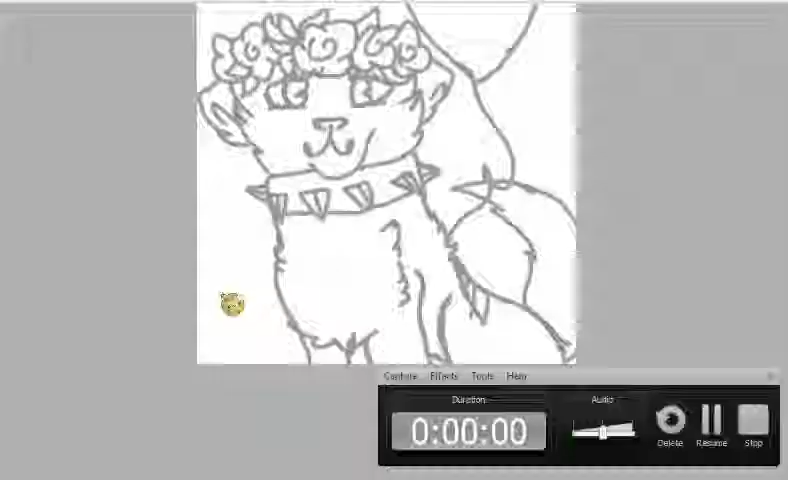 Capture Effects Tools Help
Duration
Audio
0:00:00
Delete Resume Stop